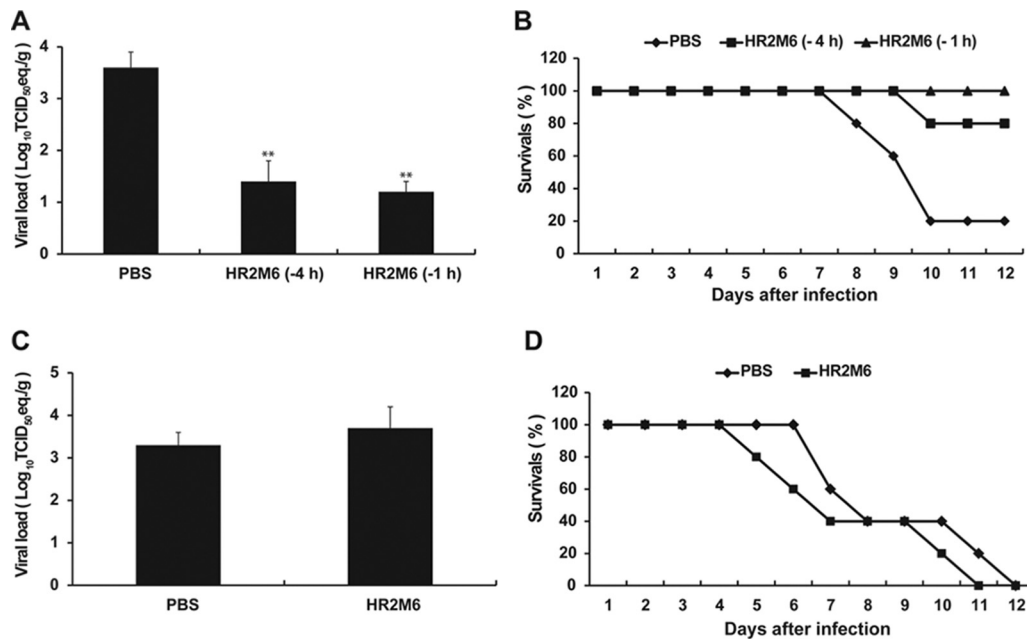 A
Viral load ( Log₁₀TCID₅₀eq./g)
4
3
2
1
0
**
**
PBS
HR2M6 (-4 h)
HR2M6 (-1 h)
B
PBS
HR2M6 (- 4 h)
HR2M6 (- 1 h)
Survivals ( % )
120
100
80
60
40
20
0
1 2 3 4 5 6 7 8 9 10 11 12
Days after infection
C
Viral load ( Log₁₀TCID₅₀eq./g)
5
4
3
2
1
0
PBS
HR2M6
D
PBS
HR2M6
Survivals ( % )
120
100
80
60
40
20
0
1 2 3 4 5 6 7 8 9 10 11 12
Days after infection